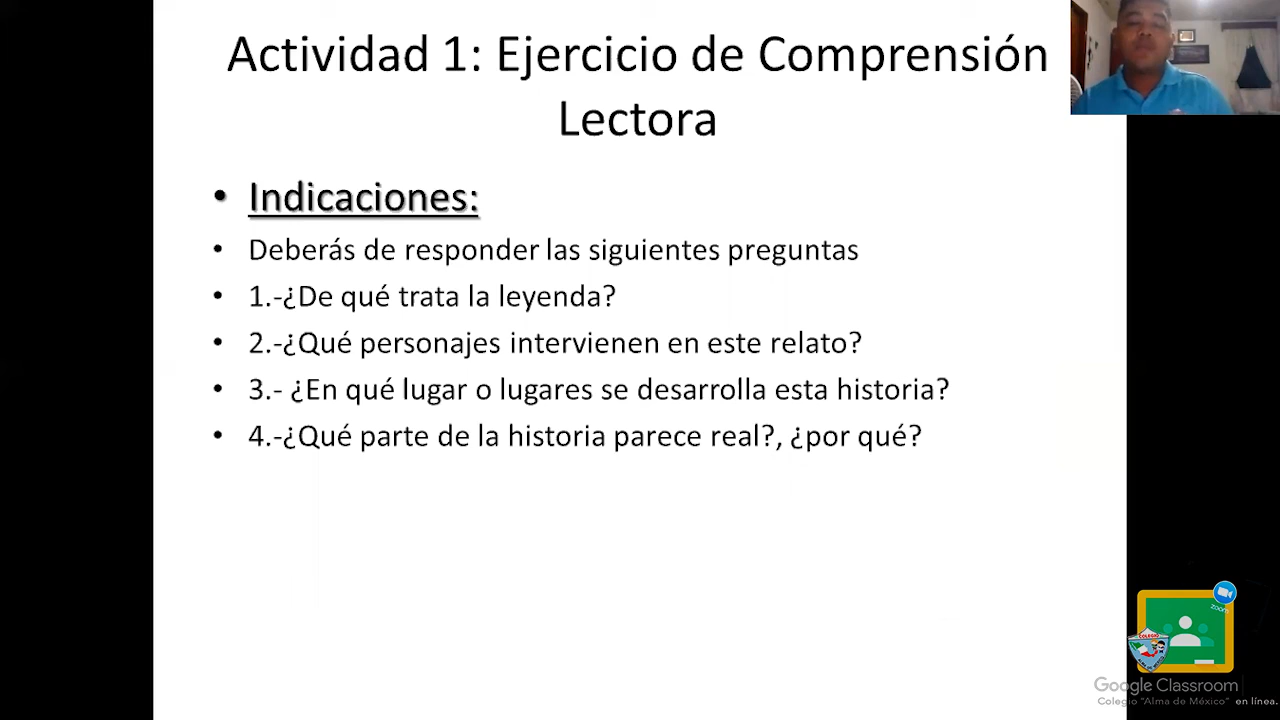 Actividad 1: Ejercicio de Comprensión
Lectora
• Indicaciones:
• Deberás de responder las siguientes preguntas
• 1.-¿De qué trata la leyenda?
• 2.-¿Qué personajes intervienen en este relato?
• 3.- ¿En qué lugar o lugares se desarrolla esta historia?
• 4.-¿Qué parte de la historia parece real?, ¿por qué?
zoom
COLEGIO
Google Classroom
Colegio "Alma de México" en línea.